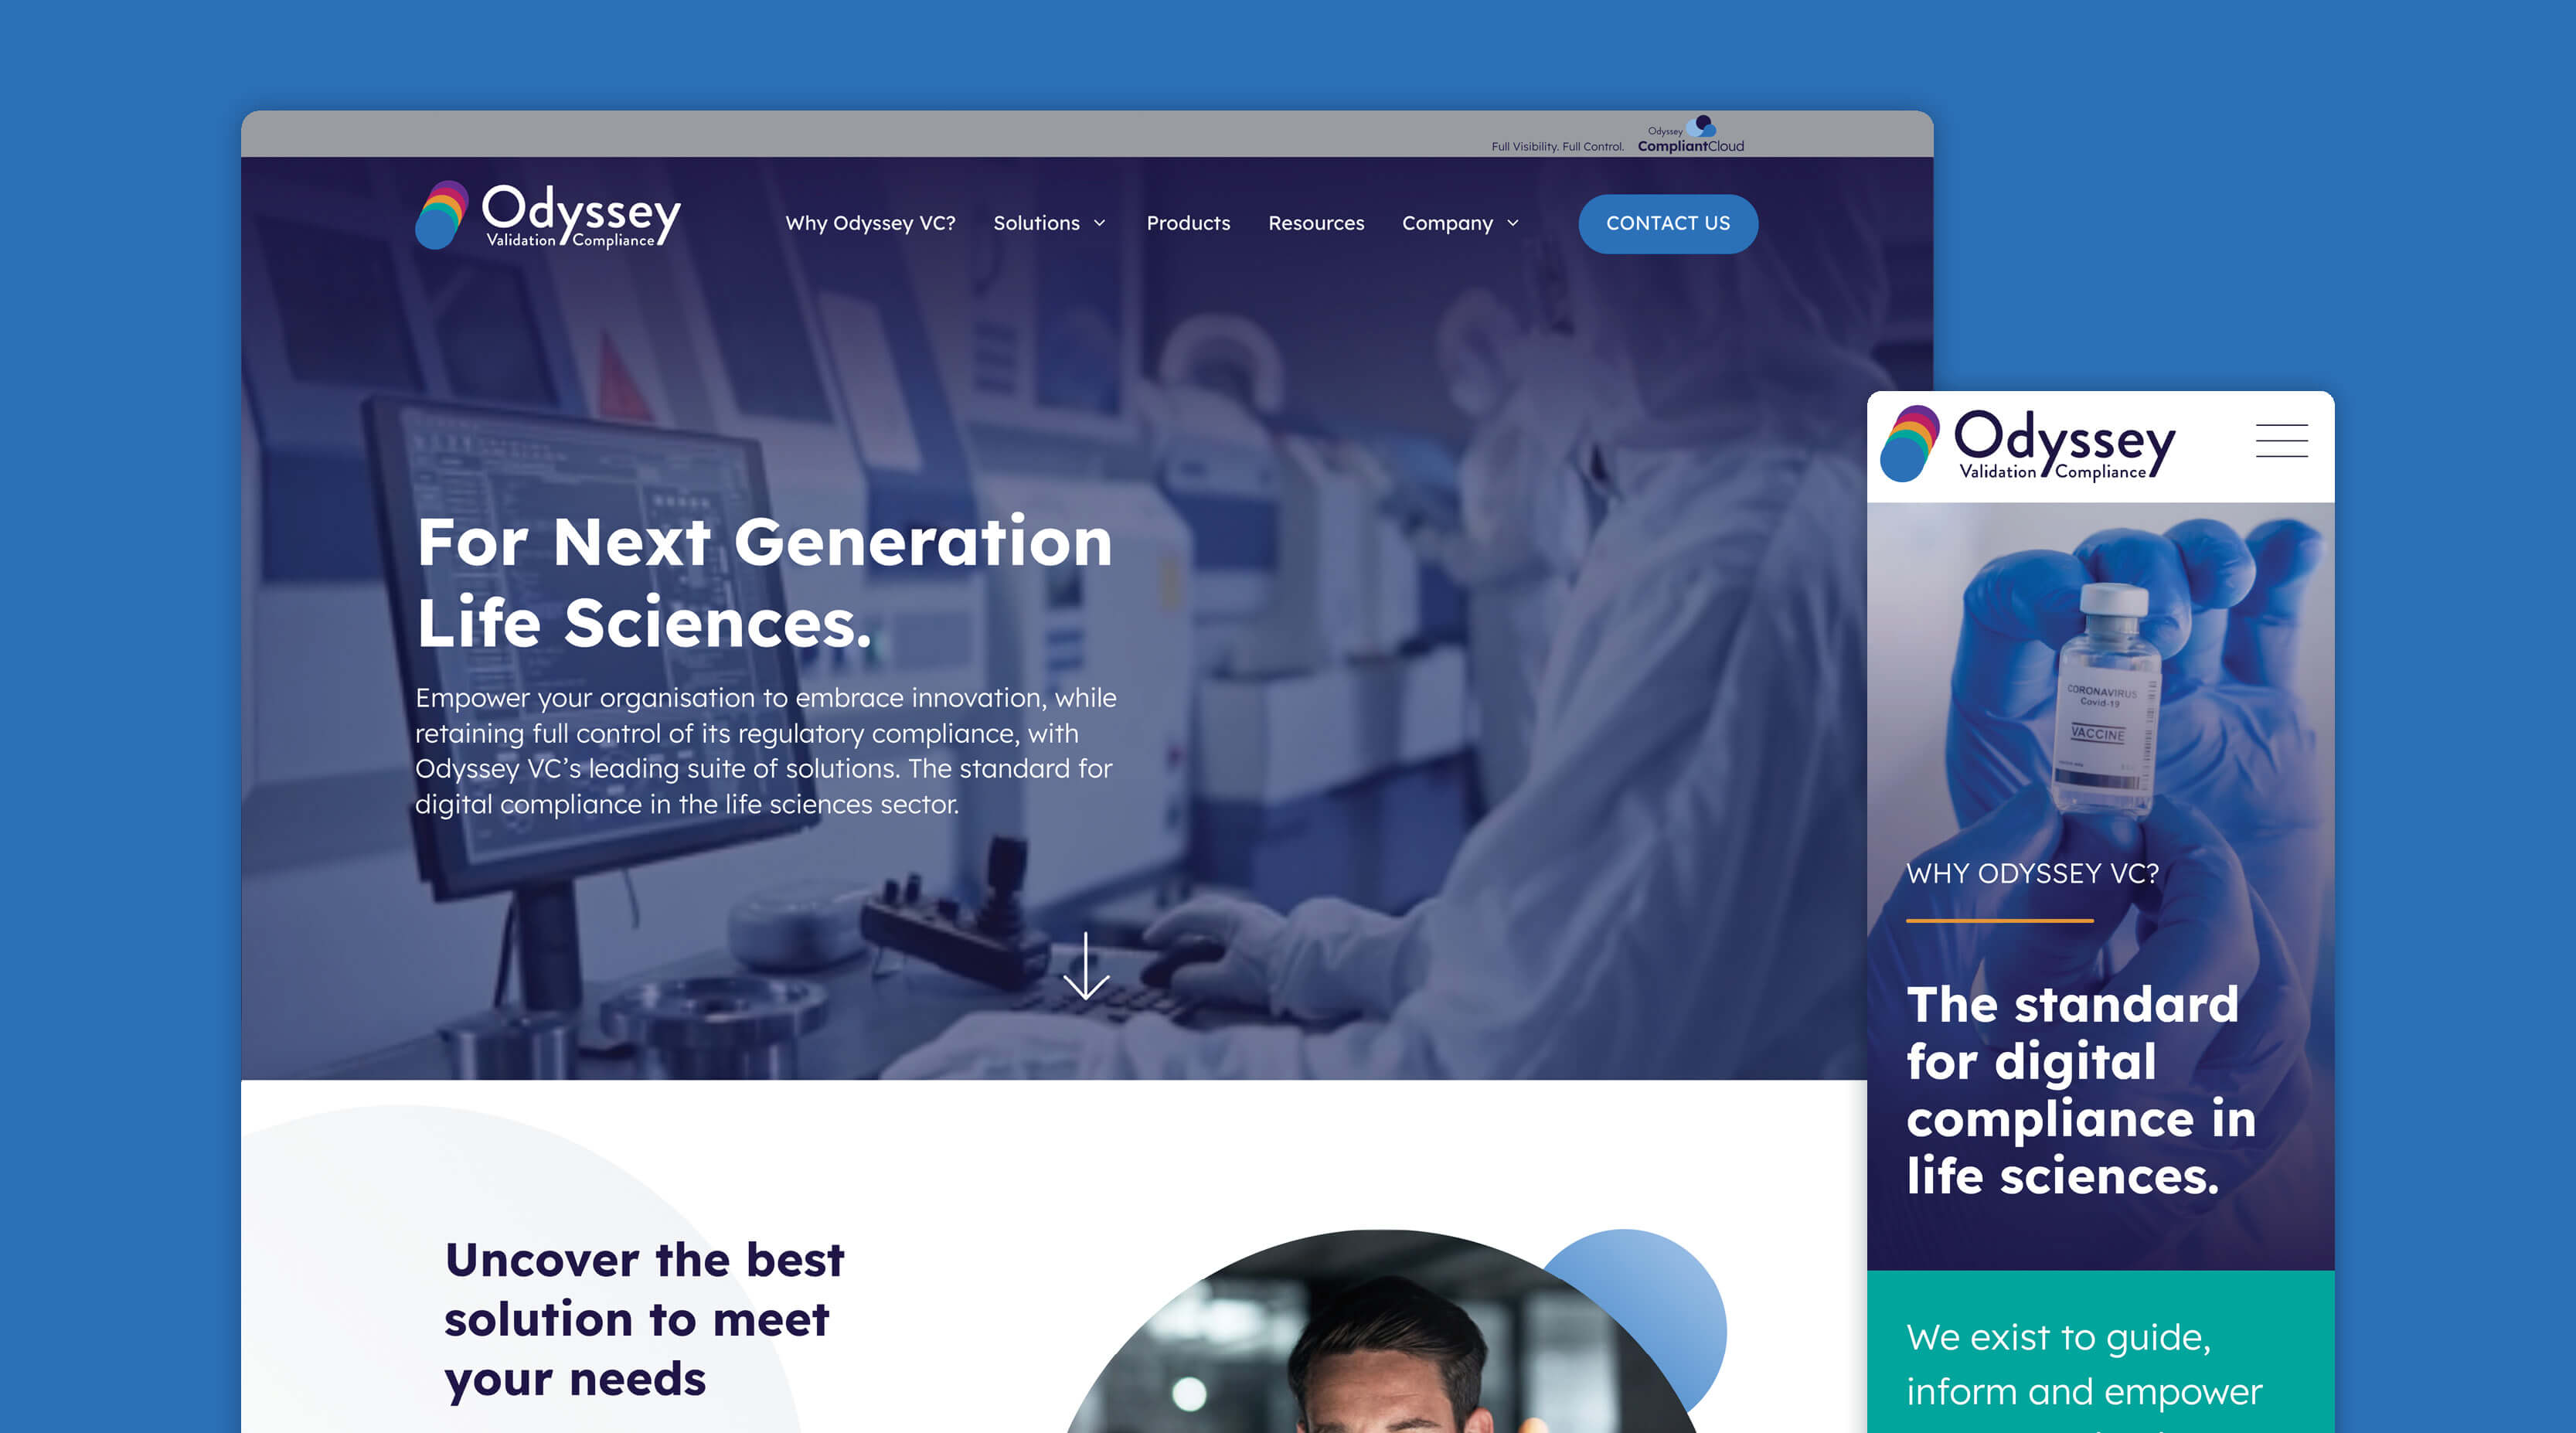 Odyssey
Full Visibility. Full Control. CompliantCloud
Odyssey
Validation Compliance
Why Odyssey VC? Solutions Products Resources Company CONTACT US
For Next Generation
Life Sciences.
Empower your organisation to embrace innovation, while
retaining full control of its regulatory compliance, with
Odyssey VC’s leading suite of solutions. The standard for
digital compliance in the life sciences sector.
Uncover the best
solution to meet
your needs
Odyssey
Validation Compliance
CORONAVIRUS
Covid-19
VACCINE
WHY ODYSSEY VC?
The standard
for digital
compliance in
life sciences.
We exist to guide,
inform and empower